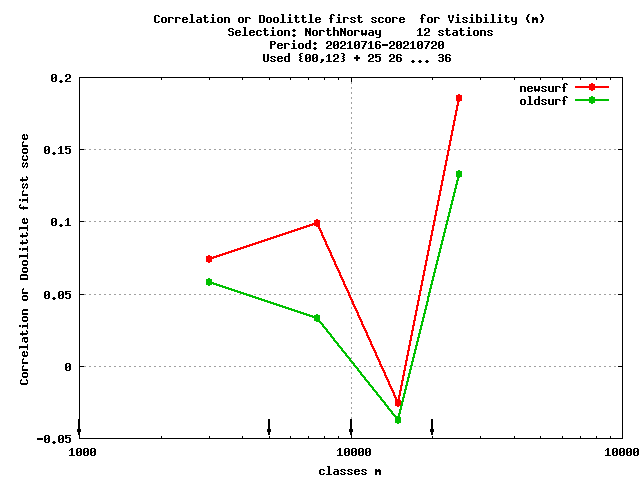 Correlation or Doolittle first score  for Visibility (m)
Selection: NorthNorway     12 stations
Period: 20210716-20210720
Used {00,12} + 25 26 ... 36
newsurf
oldsurf
0.2
0.15
0.1
0.05
0
-0.05
Correlation or Doolittle first score
1000 10000 10000
classes m